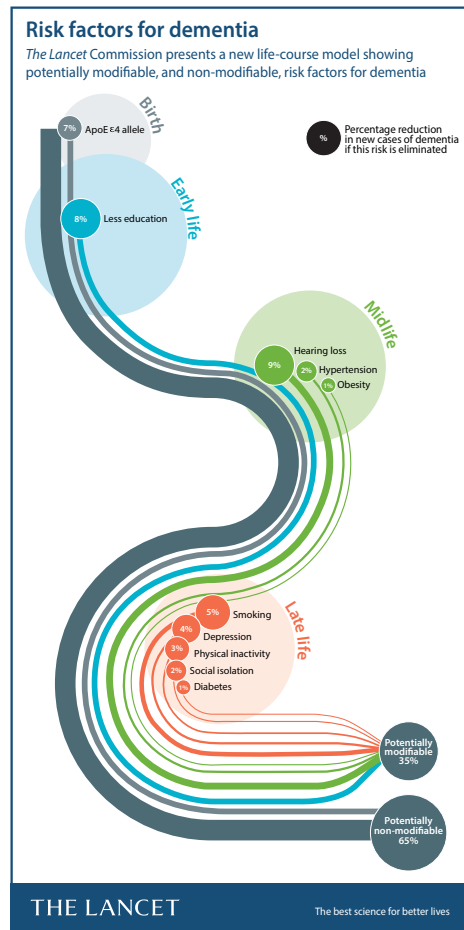 Risk factors for dementia
The Lancet Commission presents a new life-course model showing
potentially modifiable, and non-modifiable, risk factors for dementia
Birth
7%
ApoE ε4 allele
%
Percentage reduction
in new cases of dementia
if this risk is eliminated
Early life
8%
Less education
Midlife
Hearing loss
9%
2%
Hypertension
1%
Obesity
Late life
5%
Smoking
4%
Depression
3%
Physical inactivity
2%
Social isolation
1%
Diabetes
Potentially
modifiable
35%
Potentially
non-modifiable
65%
THE LANCET
The best science for better lives